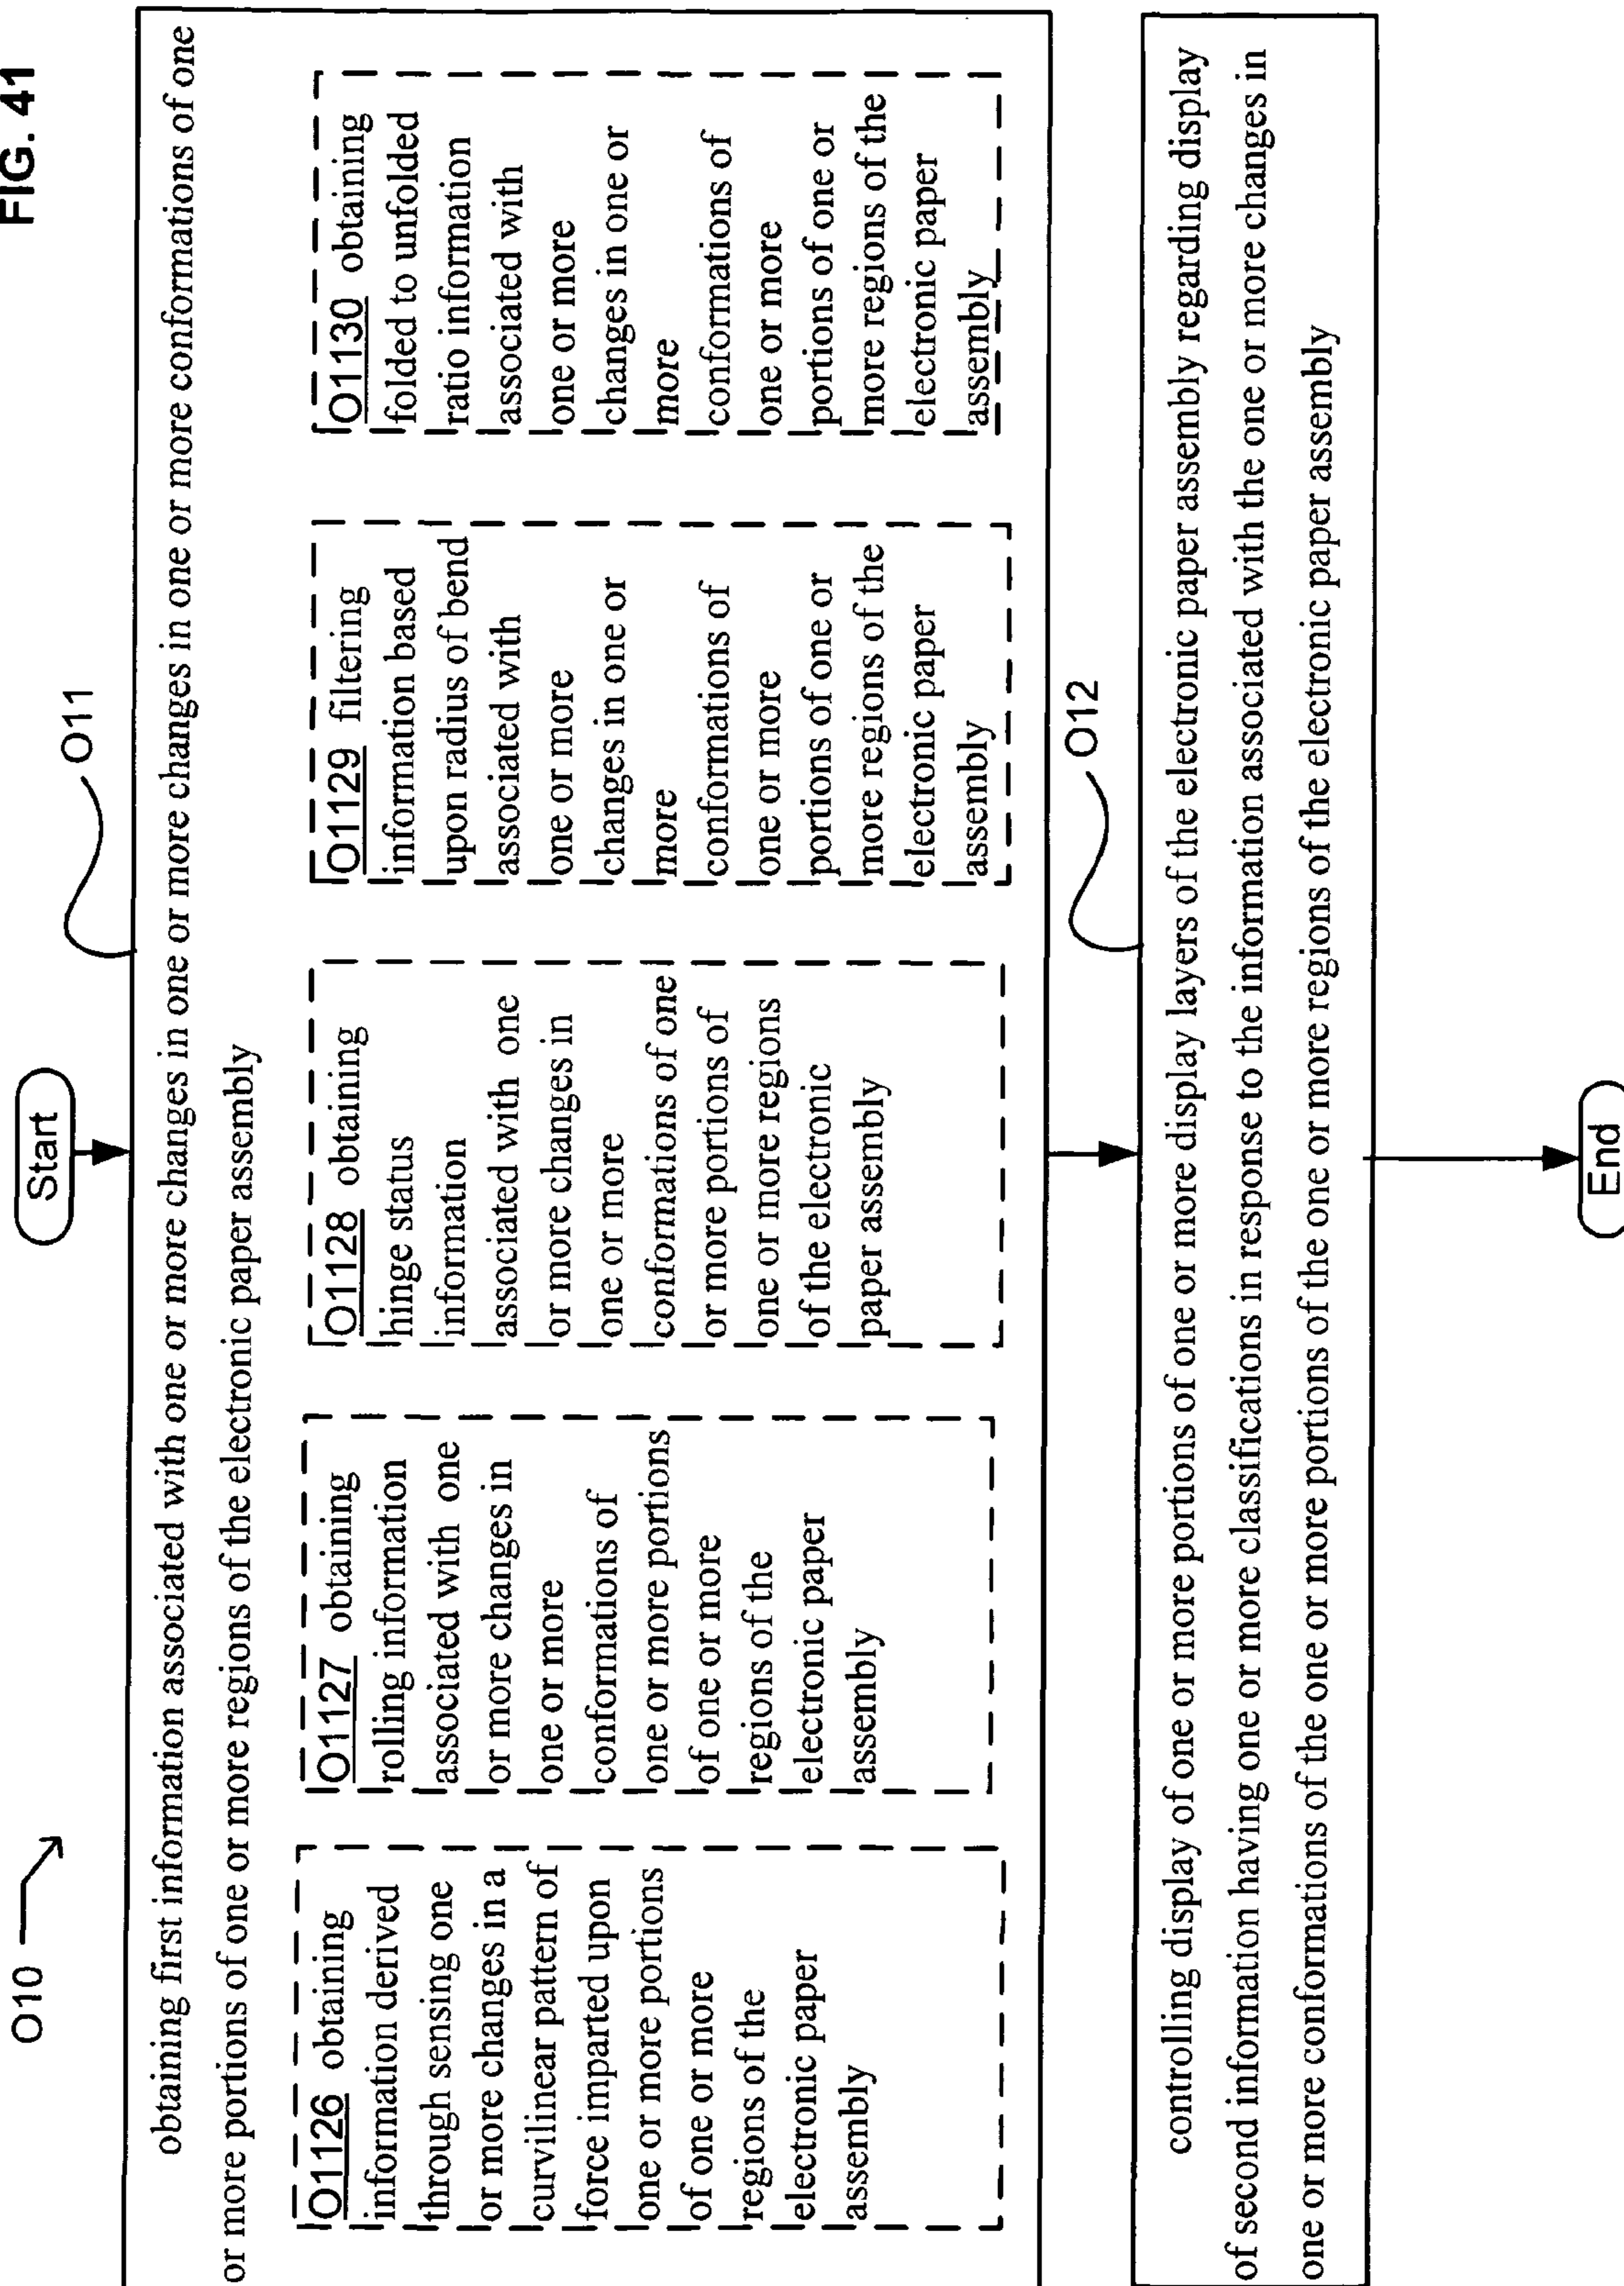 FIG. 41
O10
Start
O11
obtaining first information associated with one or more changes in one or more changes in one or more conformations of one
or more portions of one or more regions of the electronic paper assembly
O1126 obtaining
information derived
through sensing one
or more changes in a
curvilinear pattern of
force imparted upon
one or more portions
of one or more
regions of the
electronic paper
assembly
O1127 obtaining
rolling information
associated with one
or more changes in
one or more
conformations of
one or more portions
of one or more
regions of the
electronic paper
assembly
O1128 obtaining
hinge status
information
associated with one
or more changes in
one or more
conformations of one
or more portions of
one or more regions
of the electronic
paper assembly
O1129 filtering
information based
upon radius of bend
associated with
one or more
changes in one or
more
conformations of
one or more
portions of one or
more regions of the
electronic paper
assembly
O1130 obtaining
folded to unfolded
ratio information
associated with
one or more
changes in one or
more
conformations of
one or more
portions of one or
more regions of the
electronic paper
assembly
O12
controlling display of one or more portions of one or more display layers of the electronic paper assembly regarding display
of second information having one or more classifications in response to the information associated with the one or more changes in
one or more conformations of the one or more portions of the one or more regions of the electronic paper assembly
End